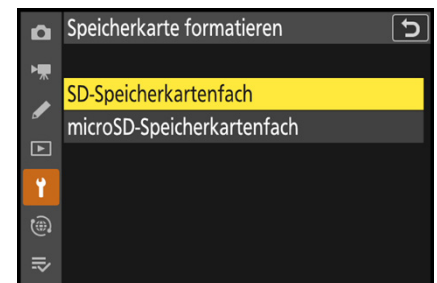 Speicherkarte formatieren
SD-Speicherkartenfach
microSD-Speicherkartenfach